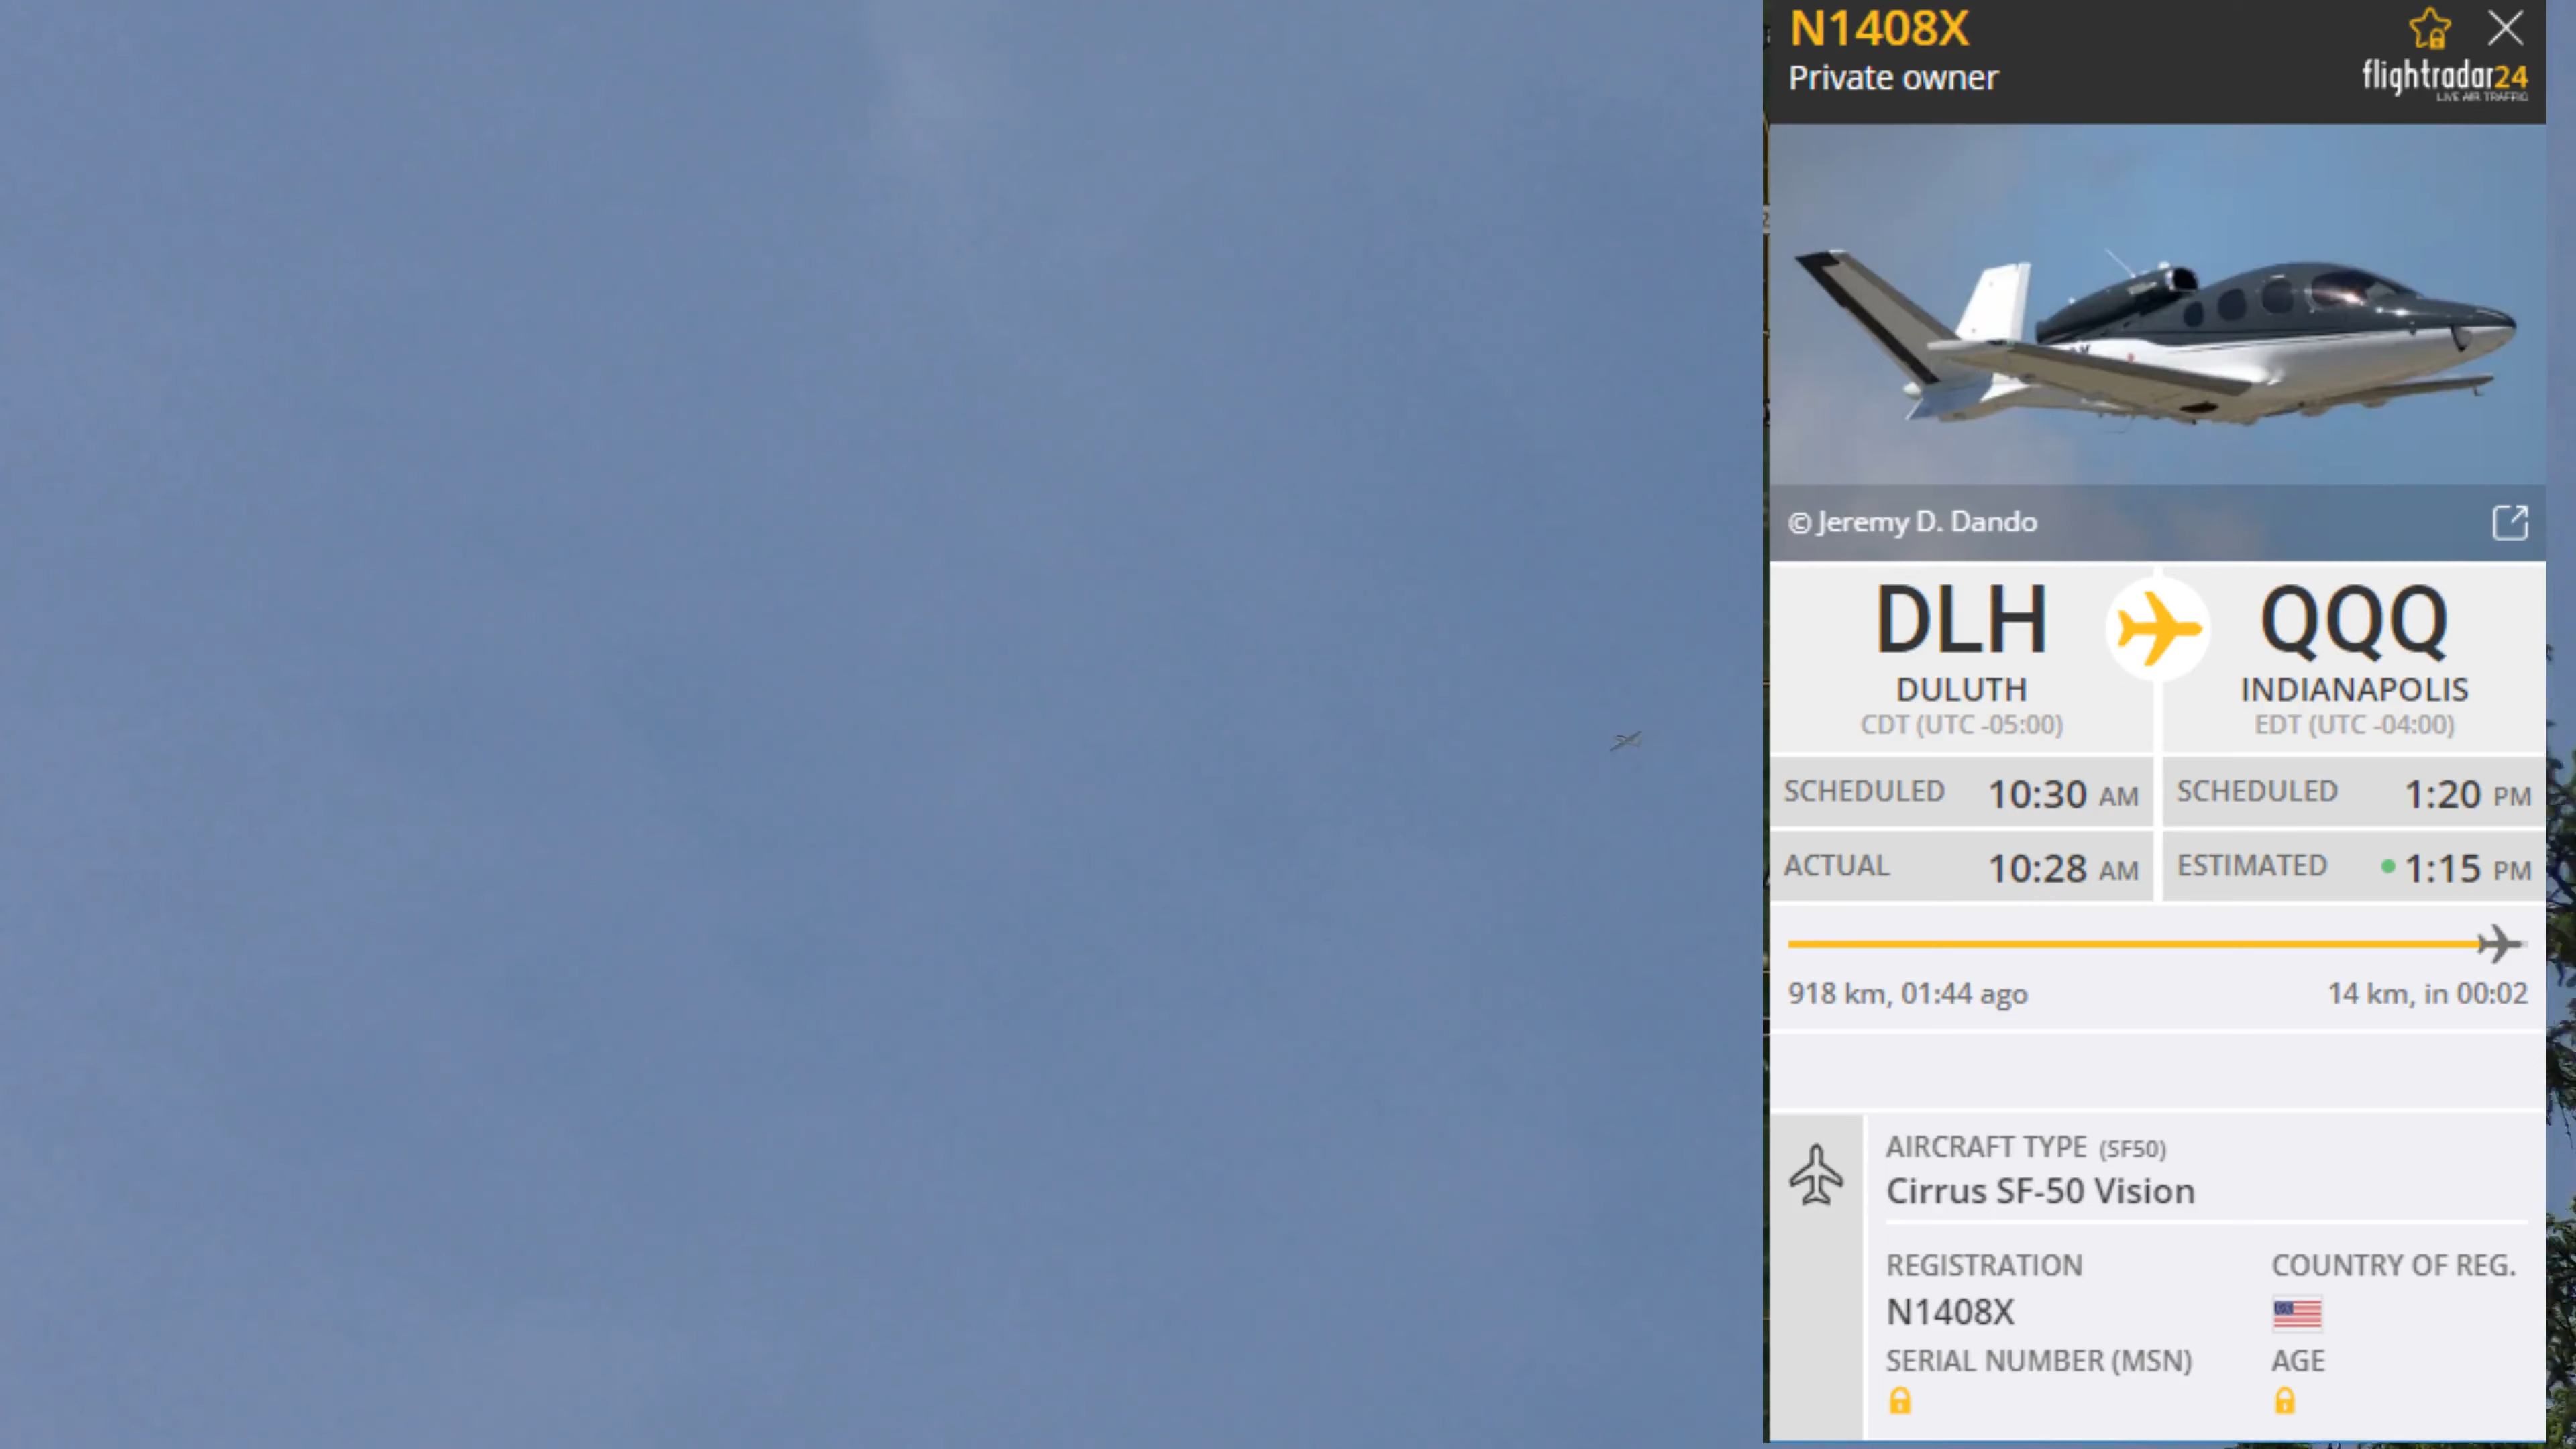 N1408X
Private owner
flightradar24
LIVE AIR TRAFFIC
© Jeremy D. Dando
DLH
QQQ
DULUTH
INDIANAPOLIS
CDT (UTC -05:00)
EDT (UTC -04:00)
SCHEDULED 10:30 AM
SCHEDULED 1:20 PM
ACTUAL 10:28 AM
ESTIMATED 1:15 PM
918 km, 01:44 ago
14 km, in 00:02
AIRCRAFT TYPE (SF50)
Cirrus SF-50 Vision
REGISTRATION
COUNTRY OF REG.
N1408X
SERIAL NUMBER (MSN)
AGE